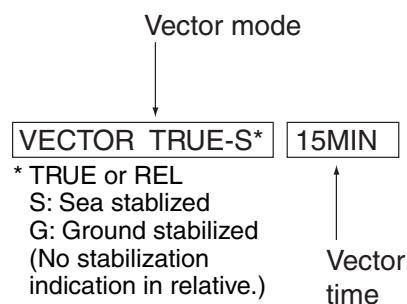 Vector mode
VECTOR TRUE-S* 15MIN
* TRUE or REL
S: Sea stablized
G: Ground stabilized
(No stabilization
indication in relative.)
Vector
time